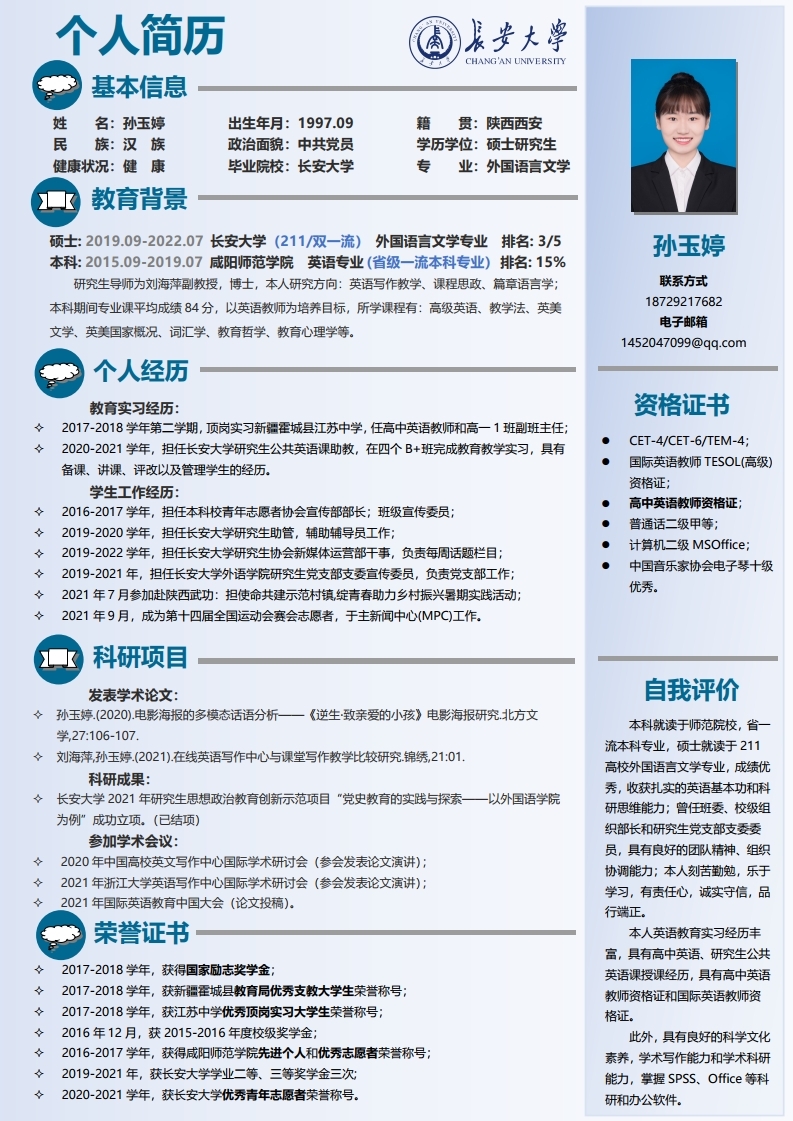 个人简历
长安大学
CHANG'AN UNIVERSITY
基本信息
姓 名：孙玉婷 出生年月：1997.09 籍 贯：陕西西安
民 族：汉 族 政治面貌：中共党员 学历学位：硕士研究生
健康状况：健 康 毕业院校：长安大学 专 业：外国语言文学
教育背景
硕士: 2019.09-2022.07 长安大学（211/双一流） 外国语言文学专业 排名: 3/5
本科: 2015.09-2019.07 咸阳师范学院 英语专业 (省级一流本科专业） 排名: 15%
研究生导师为刘海萍副教授，博士，本人研究方向：英语写作教学、课程思政、篇章语言学；
本科期间专业课平均成绩 84 分，以英语教师为培养目标，所学课程有：高级英语、教学法、英美
文学、英美国家概况、词汇学、教育哲学、教育心理学等。
个人经历
教育实习经历：
✧ 2017-2018 学年第二学期, 顶岗实习新疆霍城县江苏中学, 任高中英语教师和高一 1 班副班主任；
✧ 2020-2021 学年，担任长安大学研究生公共英语课助教，在四个 B+班完成教育教学实习，具有
备课、讲课、评改以及管理学生的经历。
学生工作经历：
✧ 2016-2017 学年，担任本科校青年志愿者协会宣传部部长；班级宣传委员；
✧ 2019-2020 学年，担任长安大学研究生助管，辅助辅导员工作；
✧ 2019-2022 学年，担任长安大学研究生协会新媒体运营部干事，负责每周话题栏目；
✧ 2019-2021 年，担任长安大学外语学院研究生党支部支委宣传委员，负责党支部工作；
✧ 2021 年 7 月参加赴陕西武功：担使命共建示范村镇,绽青春助力乡村振兴暑期实践活动；
✧ 2021 年 9 月，成为第十四届全国运动会赛会志愿者，于主新闻中心(MPC)工作。
科研项目
发表学术论文：
✧ 孙玉婷.(2020).电影海报的多模态话语分析——《逆生·致亲爱的小孩》电影海报研究.北方文
学,27:106-107.
✧ 刘海萍,孙玉婷.(2021).在线英语写作中心与课堂写作教学比较研究.锦绣,21:01.
科研成果：
✧ 长安大学 2021 年研究生思想政治教育创新示范项目“党史教育的实践与探索——以外国语学院
为例”成功立项。（已结项）
参加学术会议：
✧ 2020 年中国高校英文写作中心国际学术研讨会（参会发表论文演讲）；
✧ 2021 年浙江大学英语写作中心国际学术研讨会（参会发表论文演讲）；
✧ 2021 年国际英语教育中国大会（论文投稿）。
荣誉证书
✧ 2017-2018 学年，获得国家励志奖学金；
✧ 2017-2018 学年，获新疆霍城县教育局优秀支教大学生荣誉称号；
✧ 2017-2018 学年，获江苏中学优秀顶岗实习大学生荣誉称号；
✧ 2016 年 12 月，获 2015-2016 年度校级奖学金；
✧ 2016-2017 学年，获得咸阳师范学院先进个人和优秀志愿者荣誉称号；
✧ 2019-2021 年，获长安大学学业二等、三等奖学金三次;
✧ 2020-2021 学年，获长安大学优秀青年志愿者荣誉称号。
孙玉婷
联系方式
18729217682
电子邮箱
1452047099@qq.com
资格证书
● CET-4/CET-6/TEM-4；
● 国际英语教师 TESOL(高级)
资格证；
● 高中英语教师资格证；
● 普通话二级甲等；
● 计算机二级 MSOffice；
● 中国音乐家协会电子琴十级
优秀。
自我评价
本科就读于师范院校，省一
流本科专业，硕士就读于 211
高校外国语言文学专业，成绩优
秀，收获扎实的英语基本功和科
研思维能力；曾任班委、校级组
织部长和研究生党支部支委委
员，具有良好的团队精神、组织
协调能力；本人刻苦勤勉，乐于
学习，有责任心，诚实守信，品
行端正。
本人英语教育实习经历丰
富，具有高中英语、研究生公共
英语课授课经历，具有高中英语
教师资格证和国际英语教师资
格证。
此外，具有良好的科学文化
素养，学术写作能力和学术科研
能力，掌握 SPSS、Office 等科
研和办公软件。